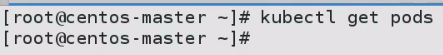 [root@centos-master ~]# kubectl get pods
[root@centos-master ~]#